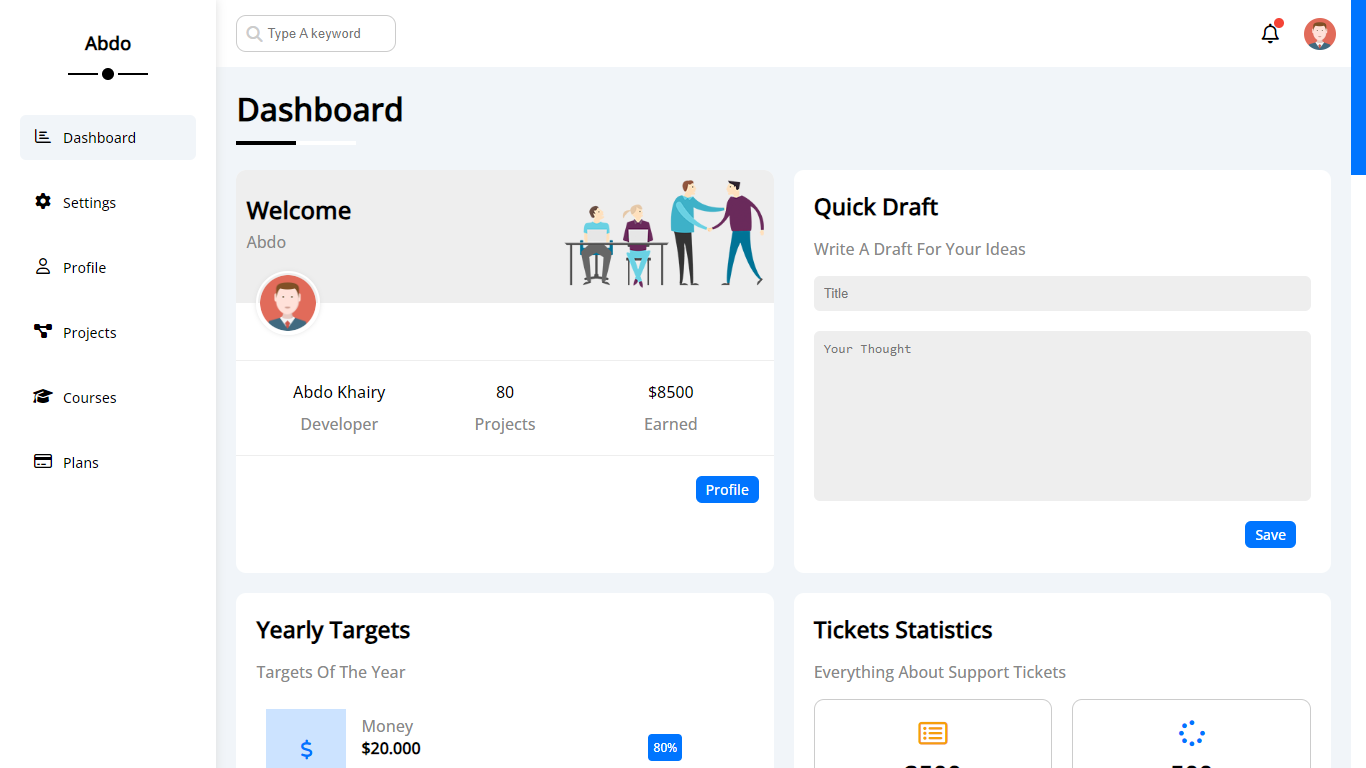 Abdo
Type A keyword
Dashboard
Settings
Profile
Projects
Courses
Plans
Dashboard
Welcome
Abdo
Abdo Khairy
80
$8500
Developer
Projects
Earned
Profile
Quick Draft
Write A Draft For Your Ideas
Title
Your Thought
Save
Yearly Targets
Targets Of The Year
Money
$20.000
80%
Tickets Statistics
Everything About Support Tickets